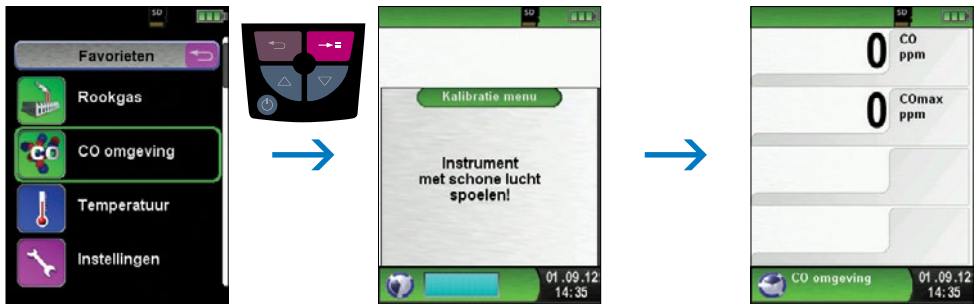 SD
Favorieten
Rookgas
CO
CO omgeving
Temperatuur
Instellingen
SD
Kalibratie menu
Instrument
met schone lucht
spoelen!
01.09.12
14:35
SD
0 CO
ppm
0 COmax
ppm
CO omgeving
01.09.12
14:35